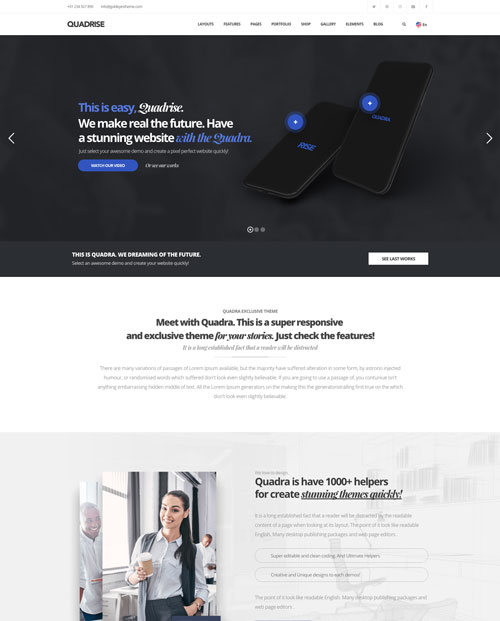 +01 234 567 890 info@goldeyestheme.com
QUADRISE LAYOUTS FEATURES PAGES PORTFOLIO SHOP GALLERY ELEMENTS BLOG En
This is easy, Quadrise.
We make real the future. Have
a stunning website with the Quadra.
Just select your awesome demo and create a pixel perfect website quickly!
WATCH OUR VIDEO Or see our works
RISE
QUADRA
THIS IS QUADRA. WE DREAMING OF THE FUTURE.
Select an awesome demo and create your website quickly!
SEE LAST WORKS
QUADRA EXCLUSIVE THEME
Meet with Quadra. This is a super responsive
and exclusive theme for your stories. Just check the features!
It is a long established fact that a reader will be distracted
There are many variations of passages of Lorem Ipsum available, but the majority have suffered alteration in form, by astrong injected
humour, or randomised words which suffered don't look even slightly believable. If you are going to use a passage of, you contunue isn't
anything embarrassing hidden middle of text. All the Lorem Ipsum generators on the making this the generationstalling first true on the which
don't look even slightly believable.
We love to design.
Quadra is have 1000+ helpers
for create stunning themes quickly!
It is a long established fact that a reader will be distracted by the readable
content of a page when looking at its layout. The point of it look like readable
English. Many desktop publishing packages and web page editors.
Super editable and clean coding. And Ultimate Helpers
Creative and Unique designs to each demos!
The point of it look like readable English. Many desktop publishing packages and
web page editors.